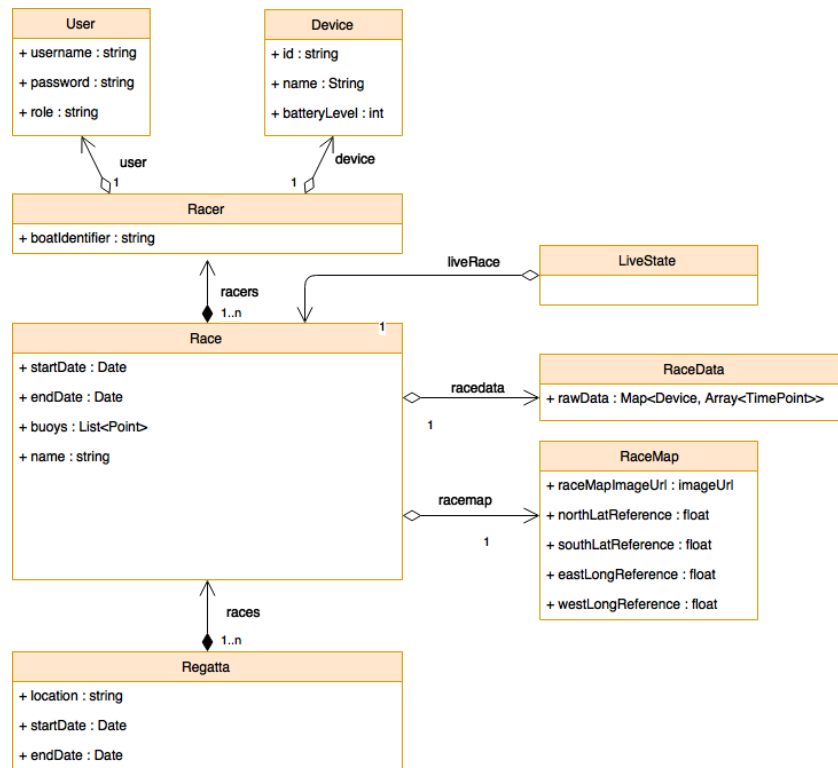 User
+ username : string
+ password : string
+ role : string
Device
+ id : string
+ name : String
+ batteryLevel : int
user
1
device
1
Racer
+ boatIdentifier : string
racers
1..n
liveRace
1
LiveState
Race
+ startDate : Date
+ endDate : Date
+ buoys : List<Point>
+ name : string
racedata
1
RaceData
+ rawData : Map<Device, Array<TimePoint>>
racemap
1
RaceMap
+ raceMapImageUrl : imageUrl
+ northLatReference : float
+ southLatReference : float
+ eastLongReference : float
+ westLongReference : float
races
1..n
Regatta
+ location : string
+ startDate : Date
+ endDate : Date